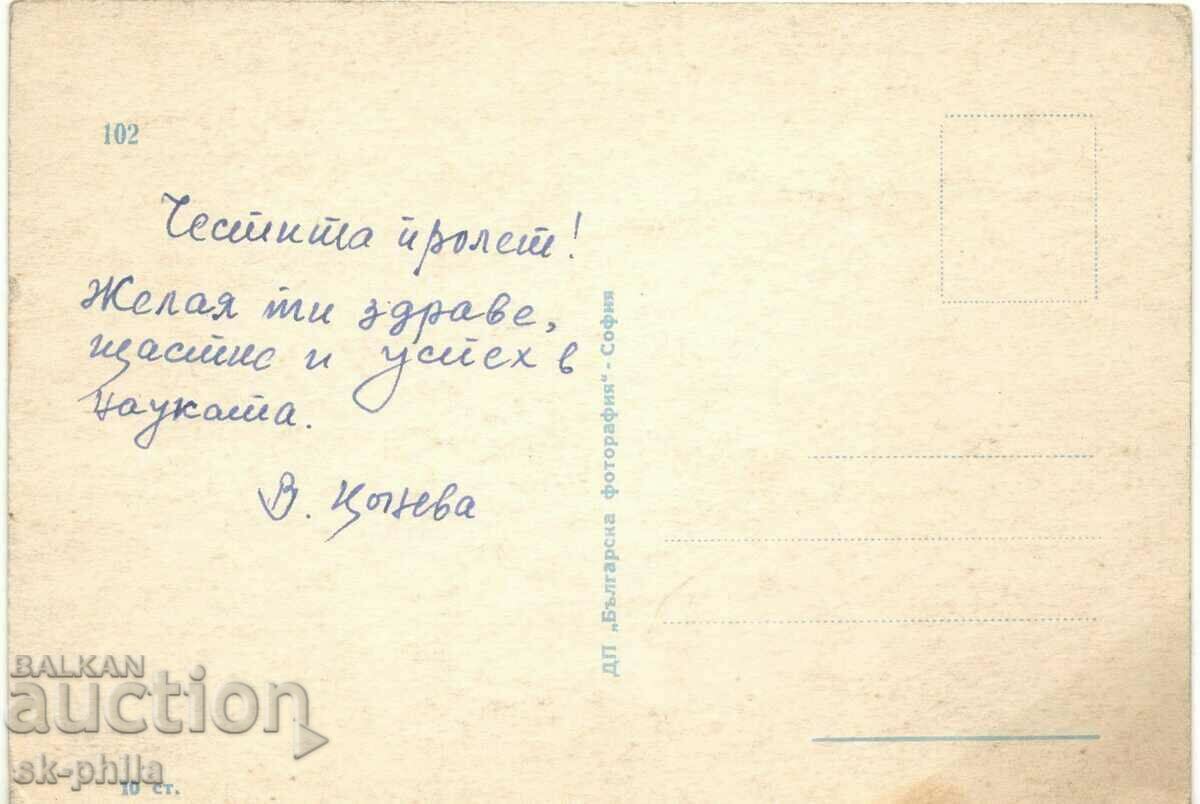 102
Честита пролет!
Желая ти здраве,
щастие и успех в
науката.
В.
ДП „Българска фотография" - София
BALKAN
auction
sk-phila
10 ст.